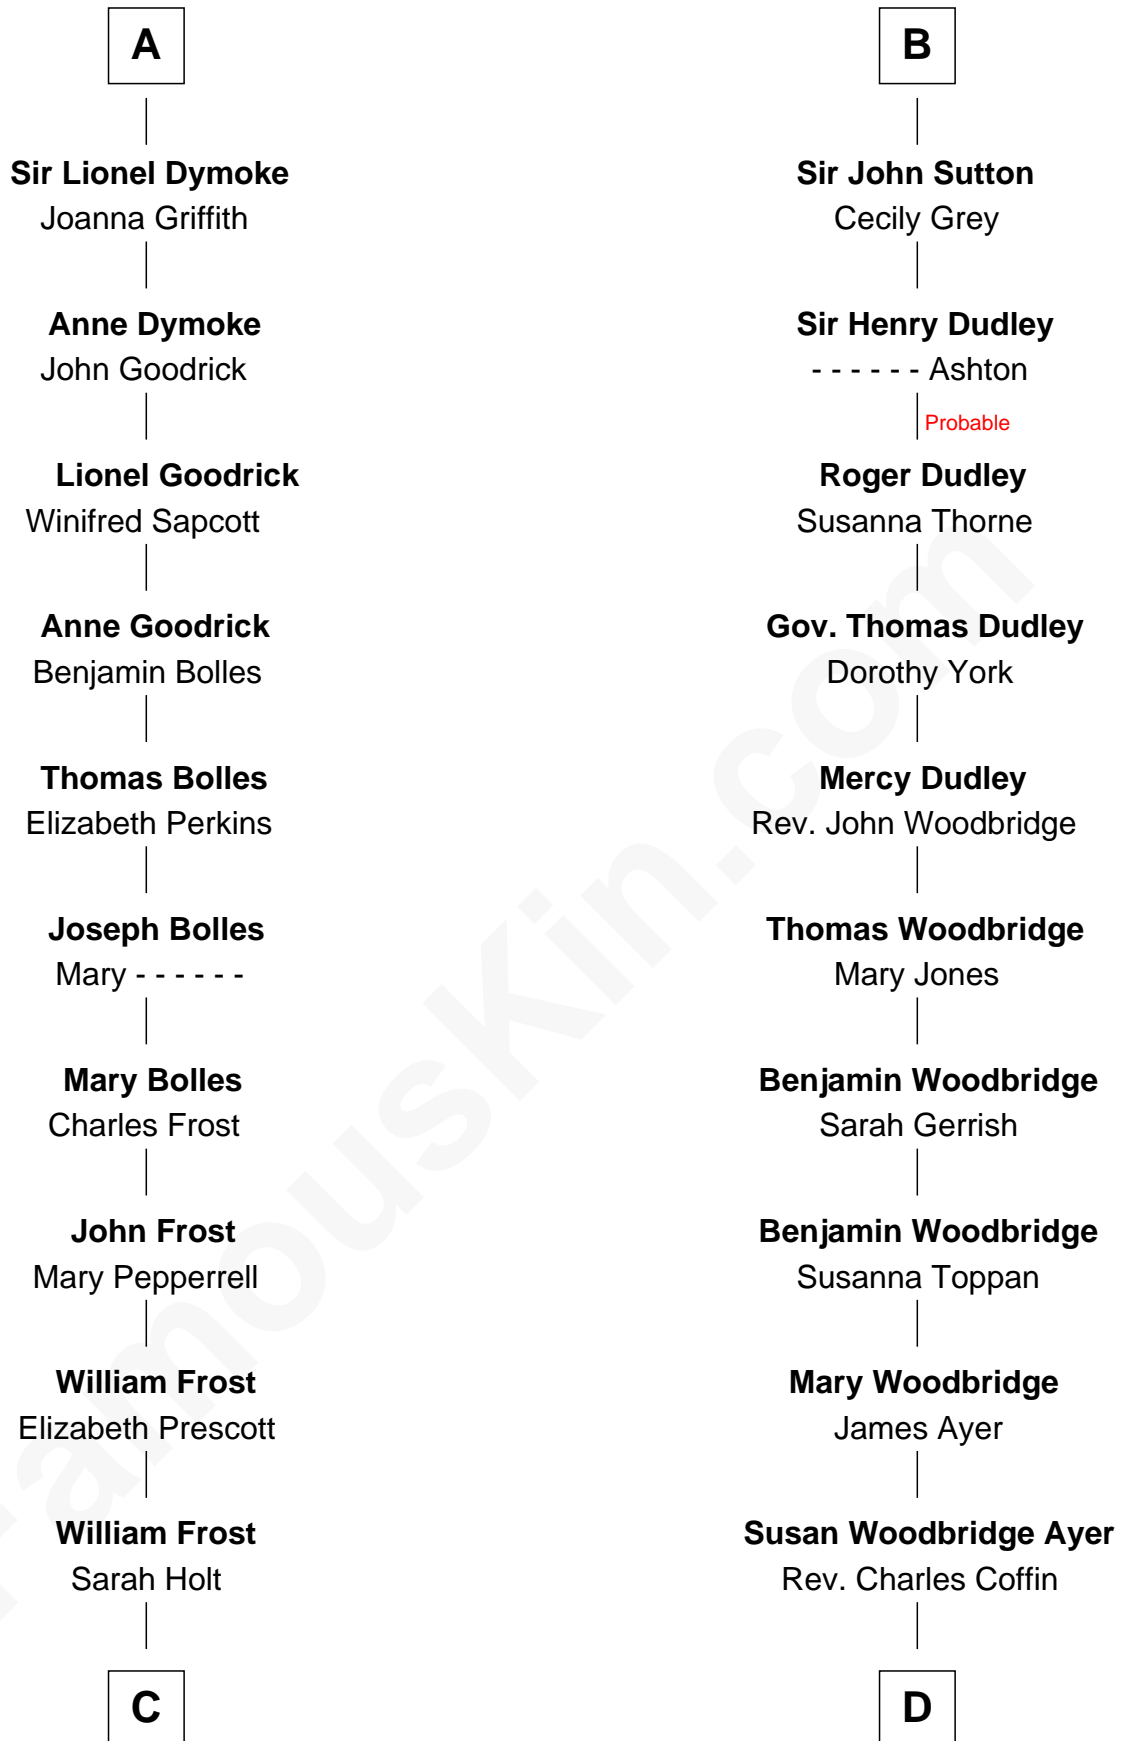 A
Sir Lionel Dymoke
Joanna Griffith
Anne Dymoke
John Goodrick
Lionel Goodrick
Winifred Sapcott
Anne Goodrick
Benjamin Bolles
Thomas Bolles
Elizabeth Perkins
Joseph Bolles
Mary - - - - - -
Mary Bolles
Charles Frost
John Frost
Mary Pepperrell
William Frost
Elizabeth Prescott
William Frost
Sarah Holt
C
B
Sir John Sutton
Cecily Grey
Sir Henry Dudley
- - - - - - Ashton
Probable
Roger Dudley
Susanna Thorne
Gov. Thomas Dudley
Dorothy York
Mercy Dudley
Rev. John Woodbridge
Thomas Woodbridge
Mary Jones
Benjamin Woodbridge
Sarah Gerrish
Benjamin Woodbridge
Susanna Toppan
Mary Woodbridge
James Ayer
Susan Woodbridge Ayer
Rev. Charles Coffin
D
FamousKin.com